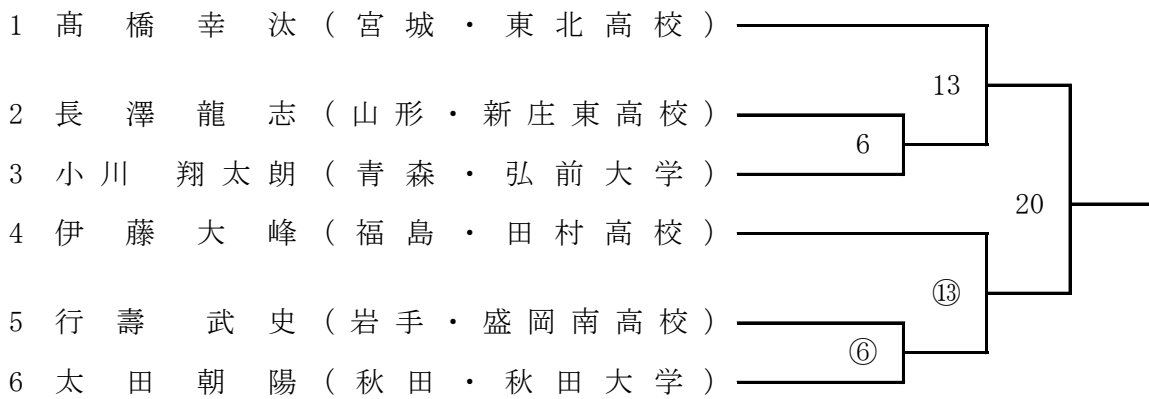 1 髙橋幸汰(宮城・東北高校)
13
2 長澤龍志(山形・新庄東高校)
6
3 小川 翔太朗(青森・弘前大学)
20
4 伊藤大峰(福島・田村高校)
⑬
5 行壽 武史(岩手・盛岡南高校)
⑥
6 太田朝陽(秋田・秋田大学)